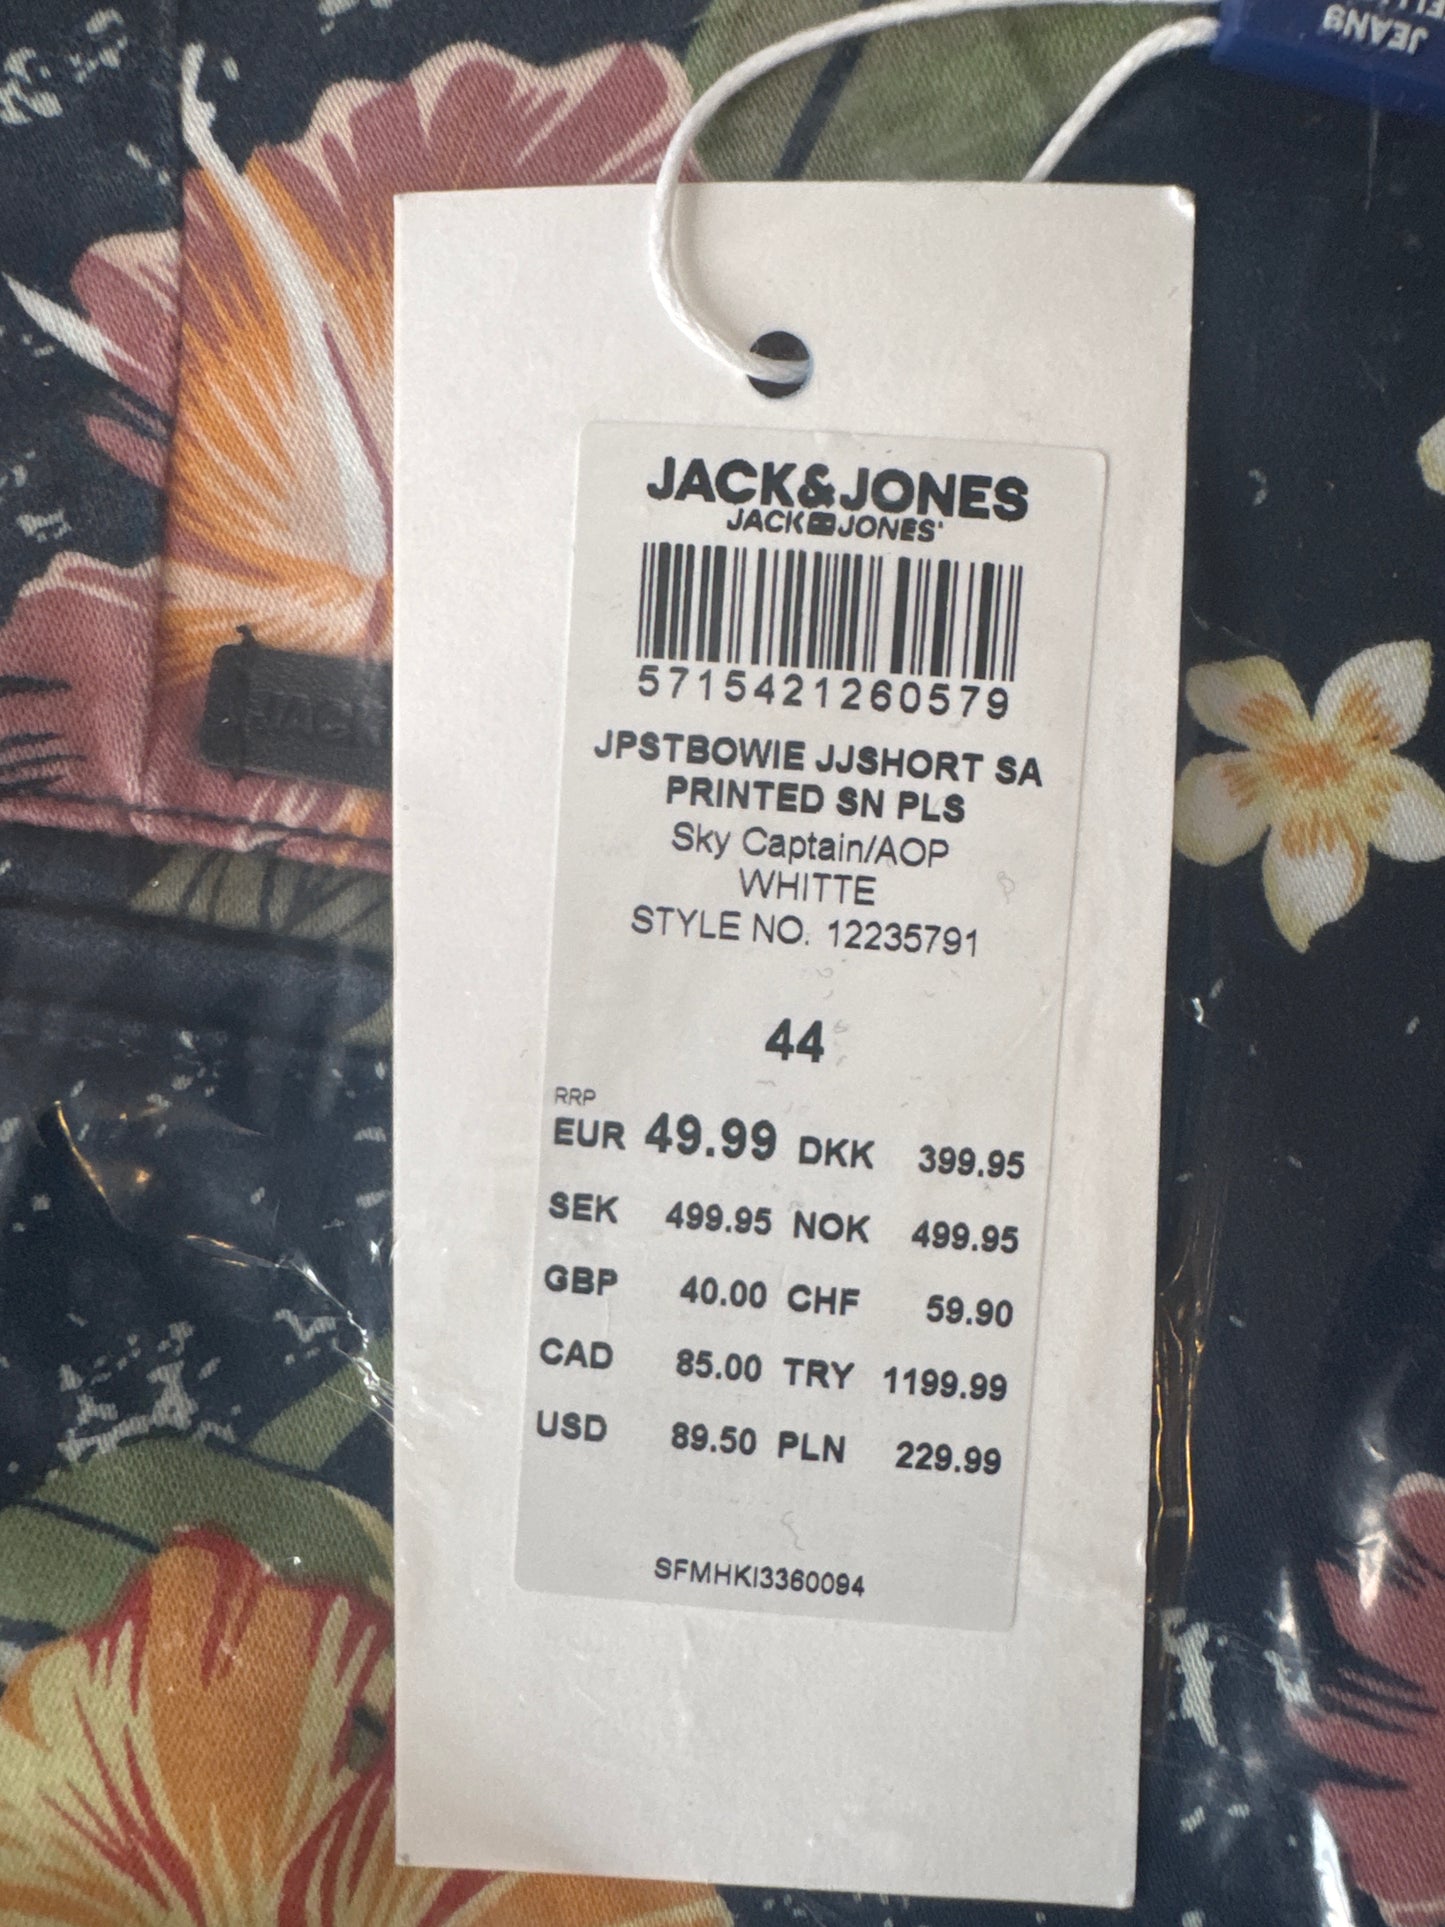 JEANS
JACK&JONES
JACK JONES
5715421260579
JPSTBOWIE JJSHORT SA
PRINTED SN PLS
Sky Captain/AOP
WHITTE
STYLE NO. 12235791
44
RRP
EUR 49.99 DKK 399.95
SEK 499.95 NOK 499.95
GBP 40.00 CHF 59.90
CAD 85.00 TRY 1199.99
USD 89.50 PLN 229.99
SFMHKI3360094
JACK